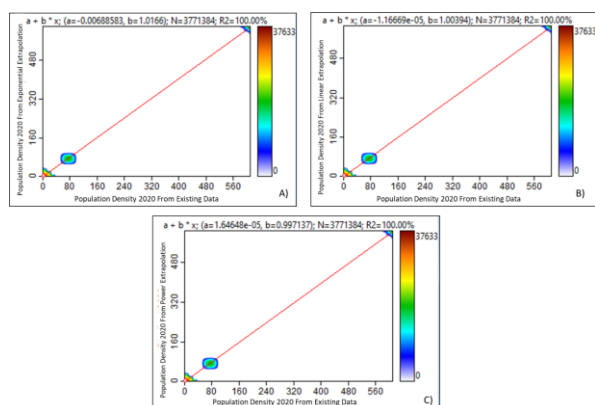 a + b * x; (a=-0.00688583, b=1.0166); N=3771384; R2=100.00%
Population Density 2020 From Exponential Extrapolation
480
320
160
0
0 80 160 240 320 400 480 560
Population Density 2020 From Existing Data
37633
0
A)
a + b * x; (a=-1.16669e-05, b=1.00394); N=3771384; R2=100.00%
Population Density 2020 From Linear Extrapolation
480
320
160
0
0 80 160 240 320 400 480 560
Population Density 2020 From Existing Data
37633
0
B)
a + b * x; (a=1.64648e-05, b=0.997137); N=3771384; R2=100.00%
Population Density 2020 From Power Extrapolation
480
320
160
0
0 80 160 240 320 400 480 560
Population Density 2020 From Existing Data
37633
0
C)